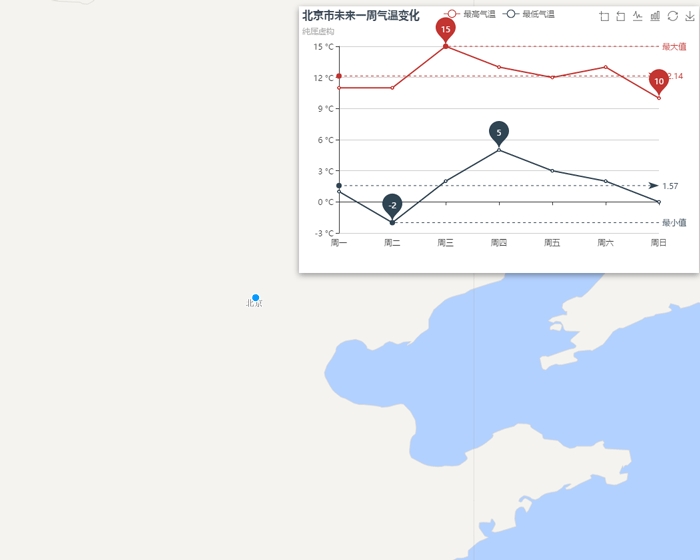 北京市未来一周气温变化
最高气温 最低气温
纯属虚构
15 °C
12 °C
9 °C
6 °C
3 °C
0 °C
-3 °C
15
最大值
2.14
10
5
1.57
-2
最小值
周一 周二 周三 周四 周五 周六 周日
北京